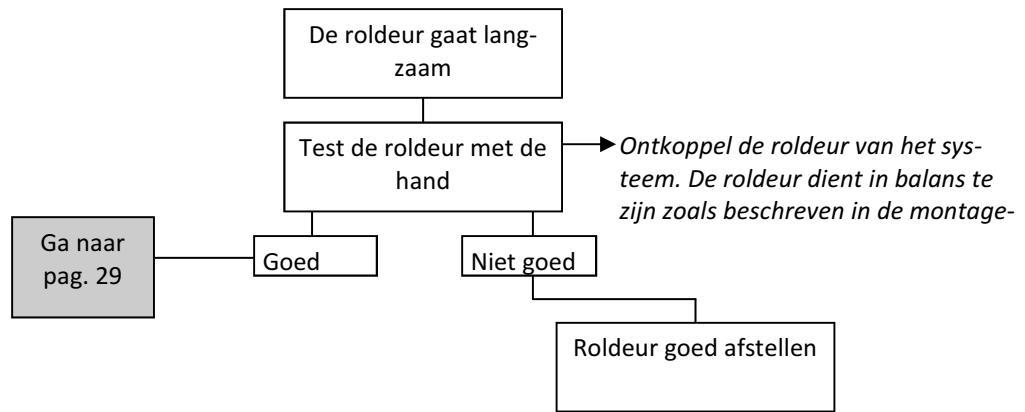 De roldeur gaat lang-
zaam
Test de roldeur met de
hand
Ontkoppel de roldeur van het sys-
teem. De roldeur dient in balans te
zijn zoals beschreven in de montage-
Ga naar
pag. 29
Goed
Niet goed
Roldeur goed afstellen